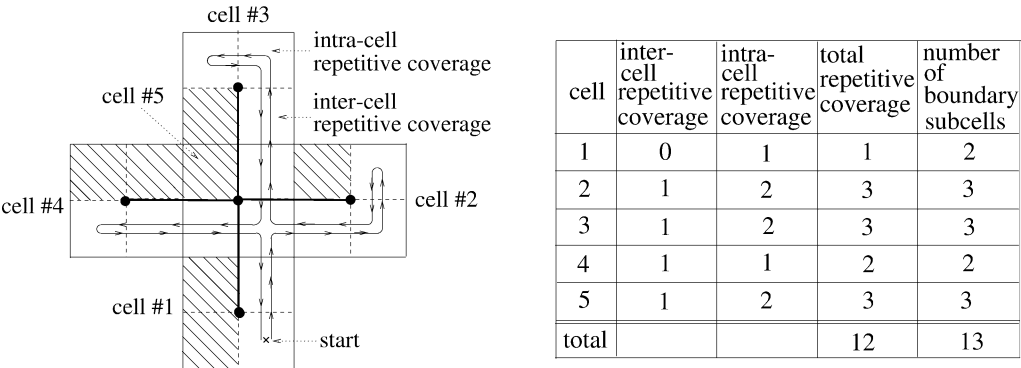 cell #3
intra-cell
repetitive coverage
cell #5
inter-cell
repetitive coverage
cell #4
cell #2
cell #1
start
cell
inter-
cell
repetitive
coverage
intra-
cell
repetitive
coverage
total
repetitive
coverage
number
of
boundary
subcells
1 0 1 1 2
2 1 2 3 3
3 1 2 3 3
4 1 1 2 2
5 1 2 3 3
total 12 13